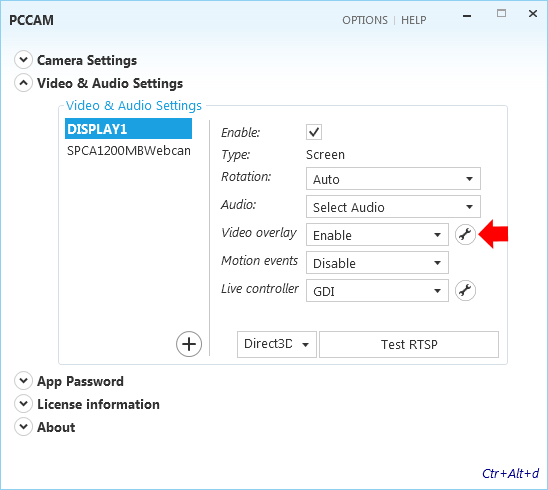 PCCAM
OPTIONS | HELP
Camera Settings
Video & Audio Settings
Video & Audio Settings
DISPLAY1
SPCA1200MBWebcan
Enable:
Type: Screen
Rotation: Auto
Audio: Select Audio
Video overlay Enable
Motion events Disable
Live controller GDI
Direct3D Test RTSP
App Password
License information
About
Ctr+Alt+d